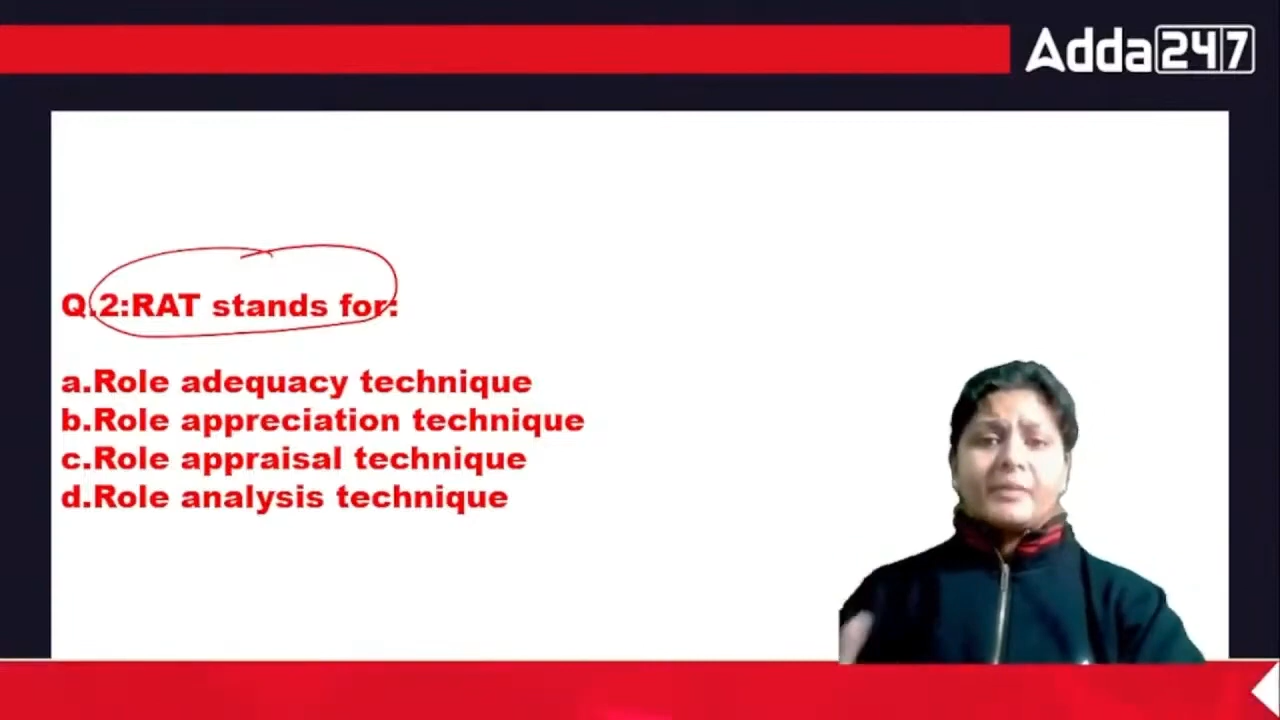 Adda247
Q.2:RAT stands for:
a.Role adequacy technique
b.Role appreciation technique
c.Role appraisal technique
d.Role analysis technique